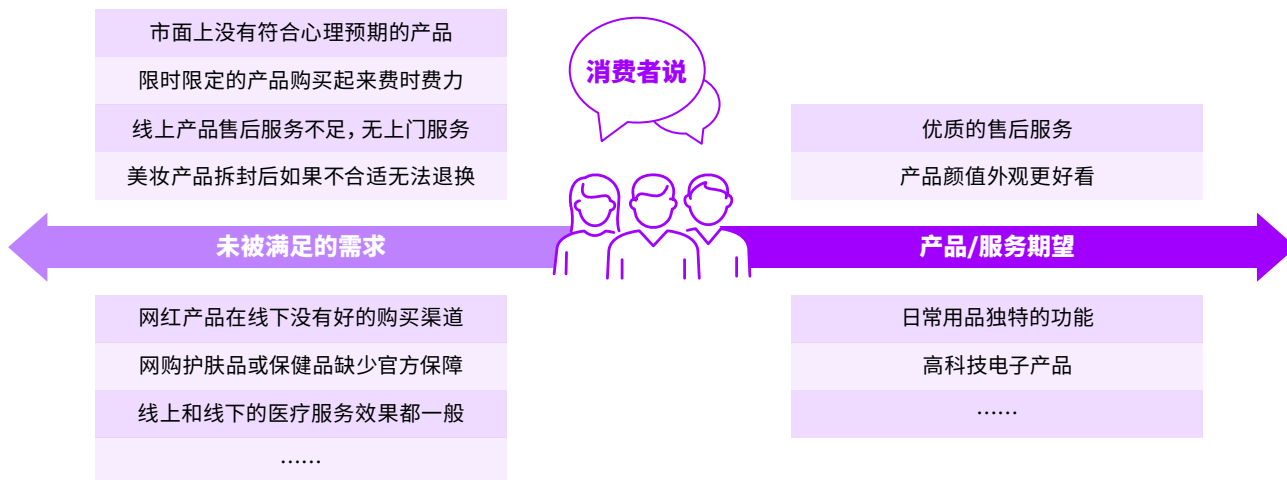 市面上没有符合心理预期的产品
限时限定的产品购买起来费时费力
线上产品售后服务不足，无上门服务
美妆产品拆封后如果不合适无法退换
消费者说
优质的售后服务
产品颜值外观更好看
未被满足的需求
产品/服务期望
网红产品在线下没有好的购买渠道
网购护肤品或保健品缺少官方保障
线上和线下的医疗服务效果都一般
……
日常用品独特的功能
高科技电子产品
……